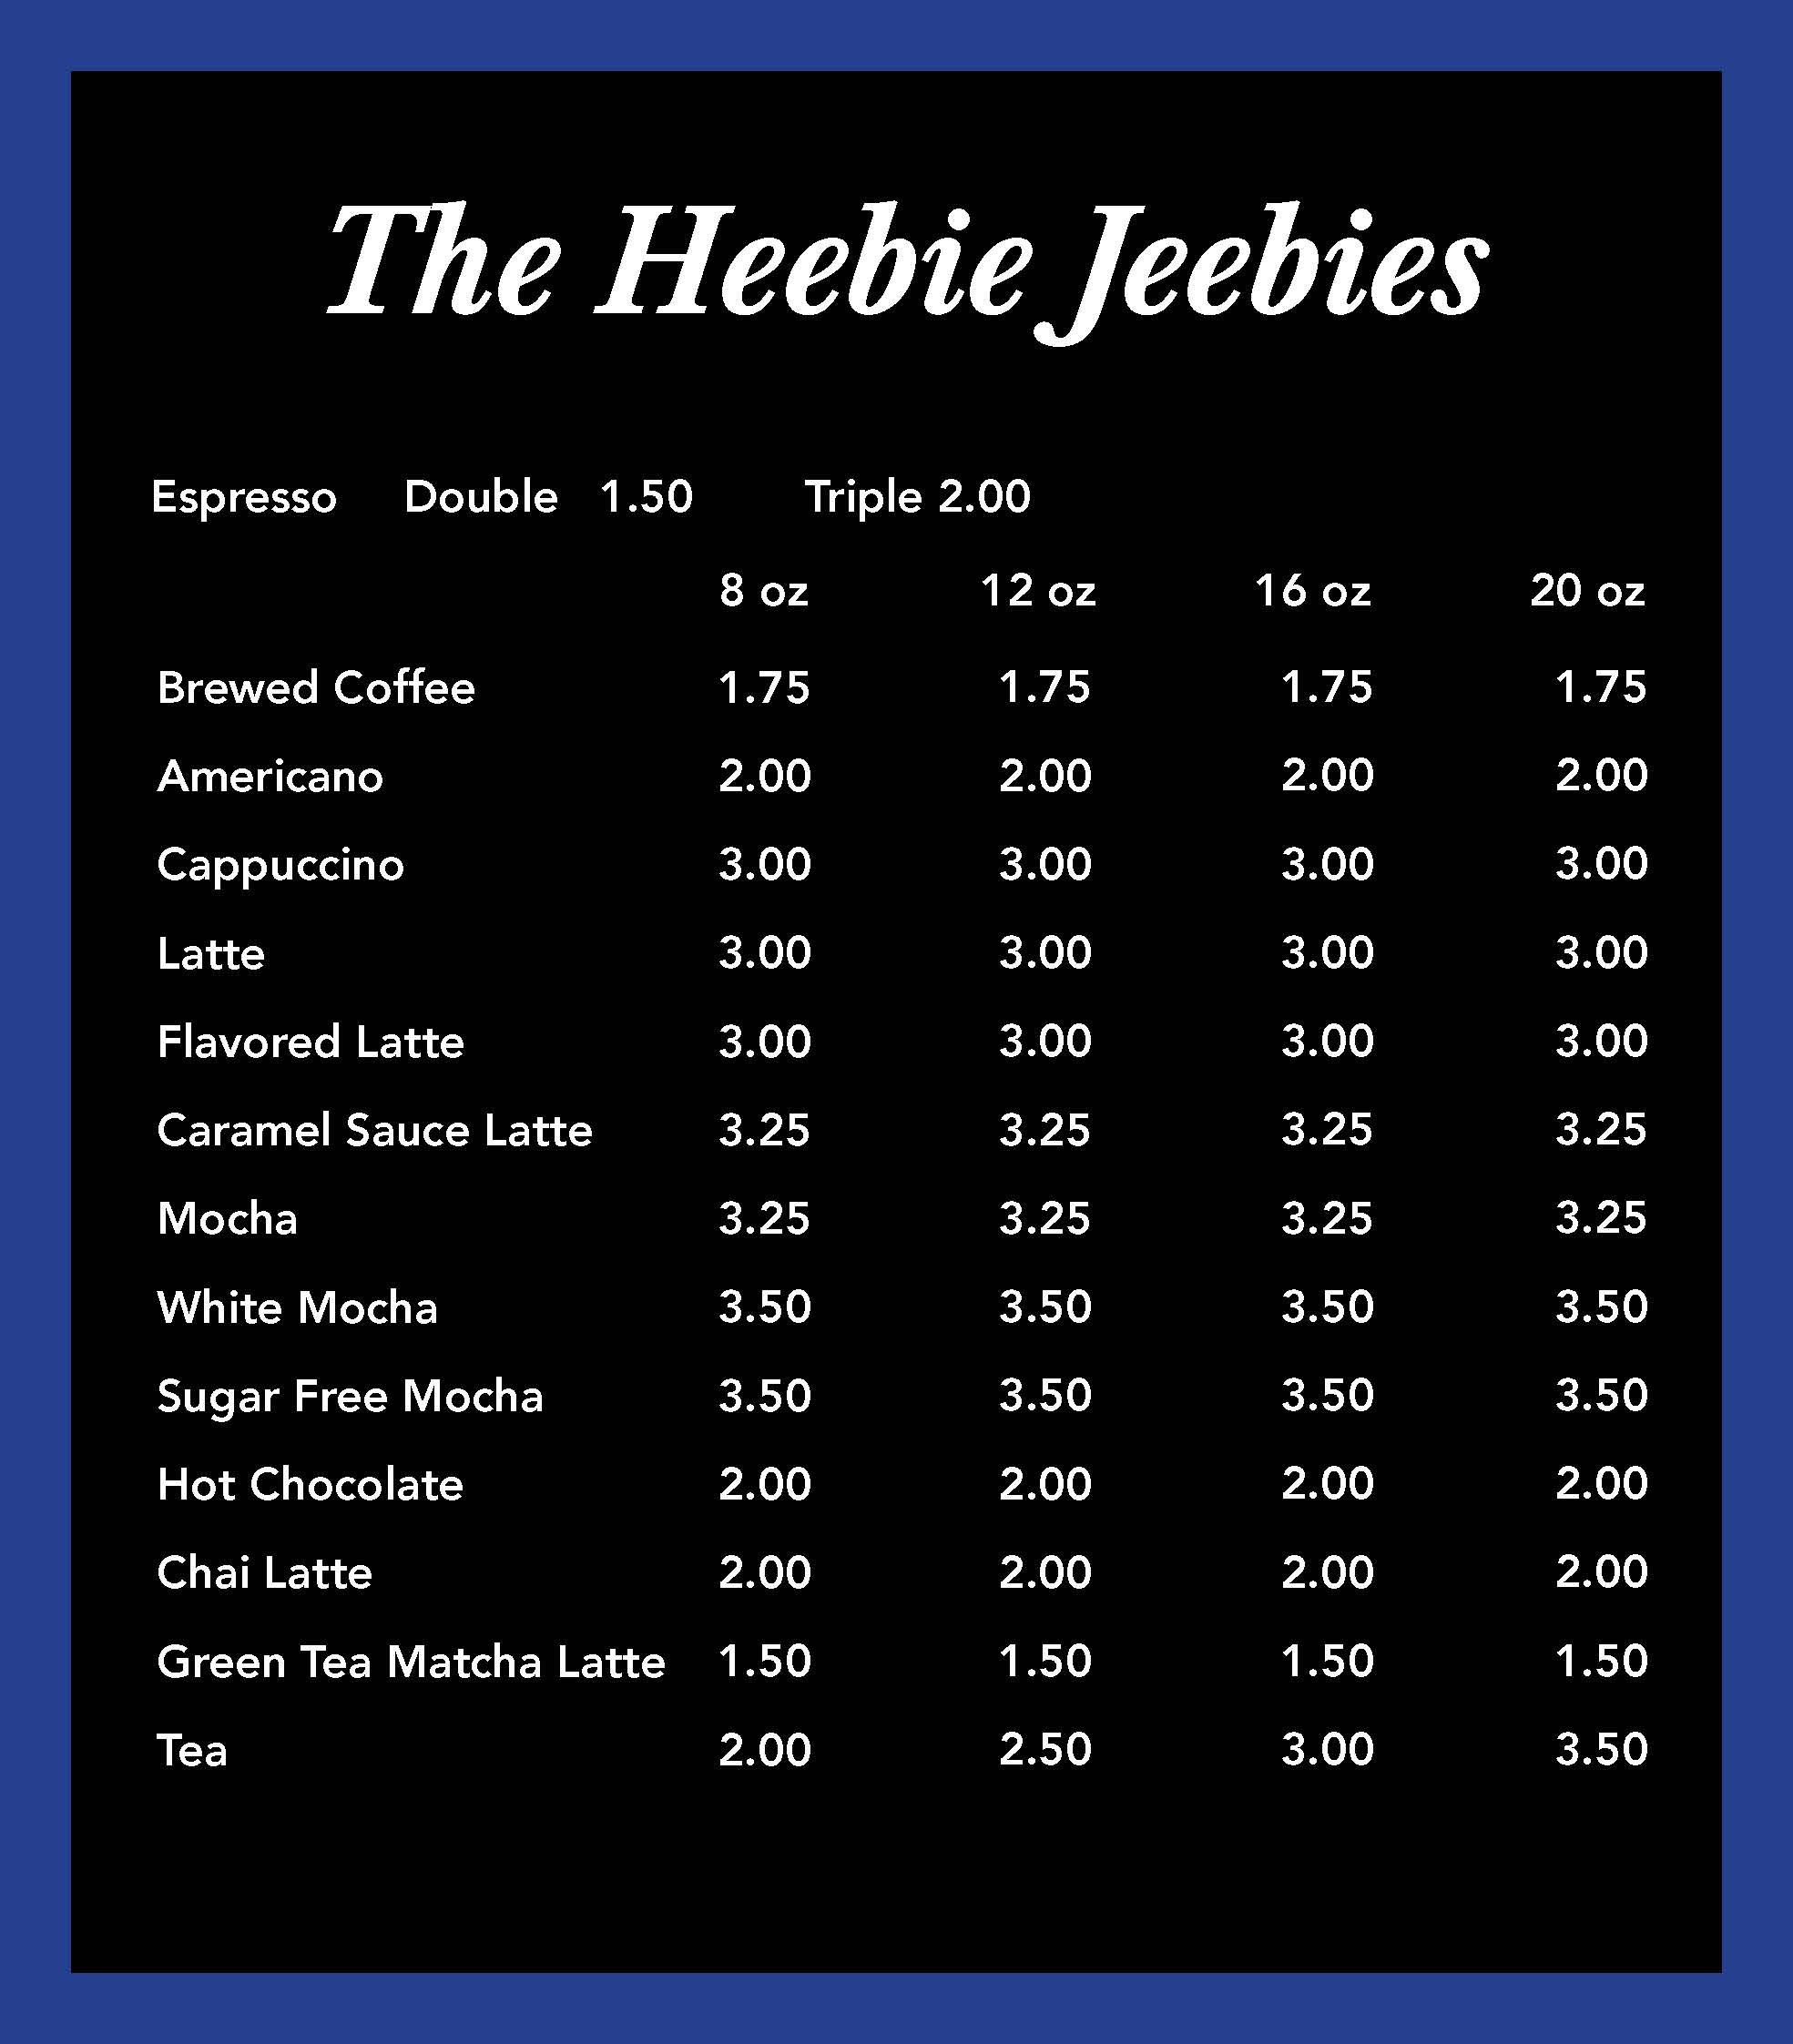 The Heebie Jeebies
Espresso Double 1.50 Triple 2.00
8 oz 12 oz 16 oz 20 oz
Brewed Coffee 1.75 1.75 1.75 1.75
Americano 2.00 2.00 2.00 2.00
Cappuccino 3.00 3.00 3.00 3.00
Latte 3.00 3.00 3.00 3.00
Flavored Latte 3.00 3.00 3.00 3.00
Caramel Sauce Latte 3.25 3.25 3.25 3.25
Mocha 3.25 3.25 3.25 3.25
White Mocha 3.50 3.50 3.50 3.50
Sugar Free Mocha 3.50 3.50 3.50 3.50
Hot Chocolate 2.00 2.00 2.00 2.00
Chai Latte 2.00 2.00 2.00 2.00
Green Tea Matcha Latte 1.50 1.50 1.50 1.50
Tea 2.00 2.50 3.00 3.50